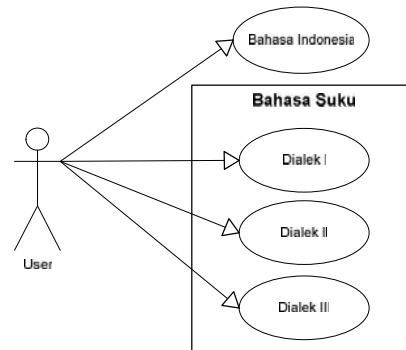 Bahasa Indonesia
Bahasa Suku
Dialek I
Dialek II
Dialek III
User